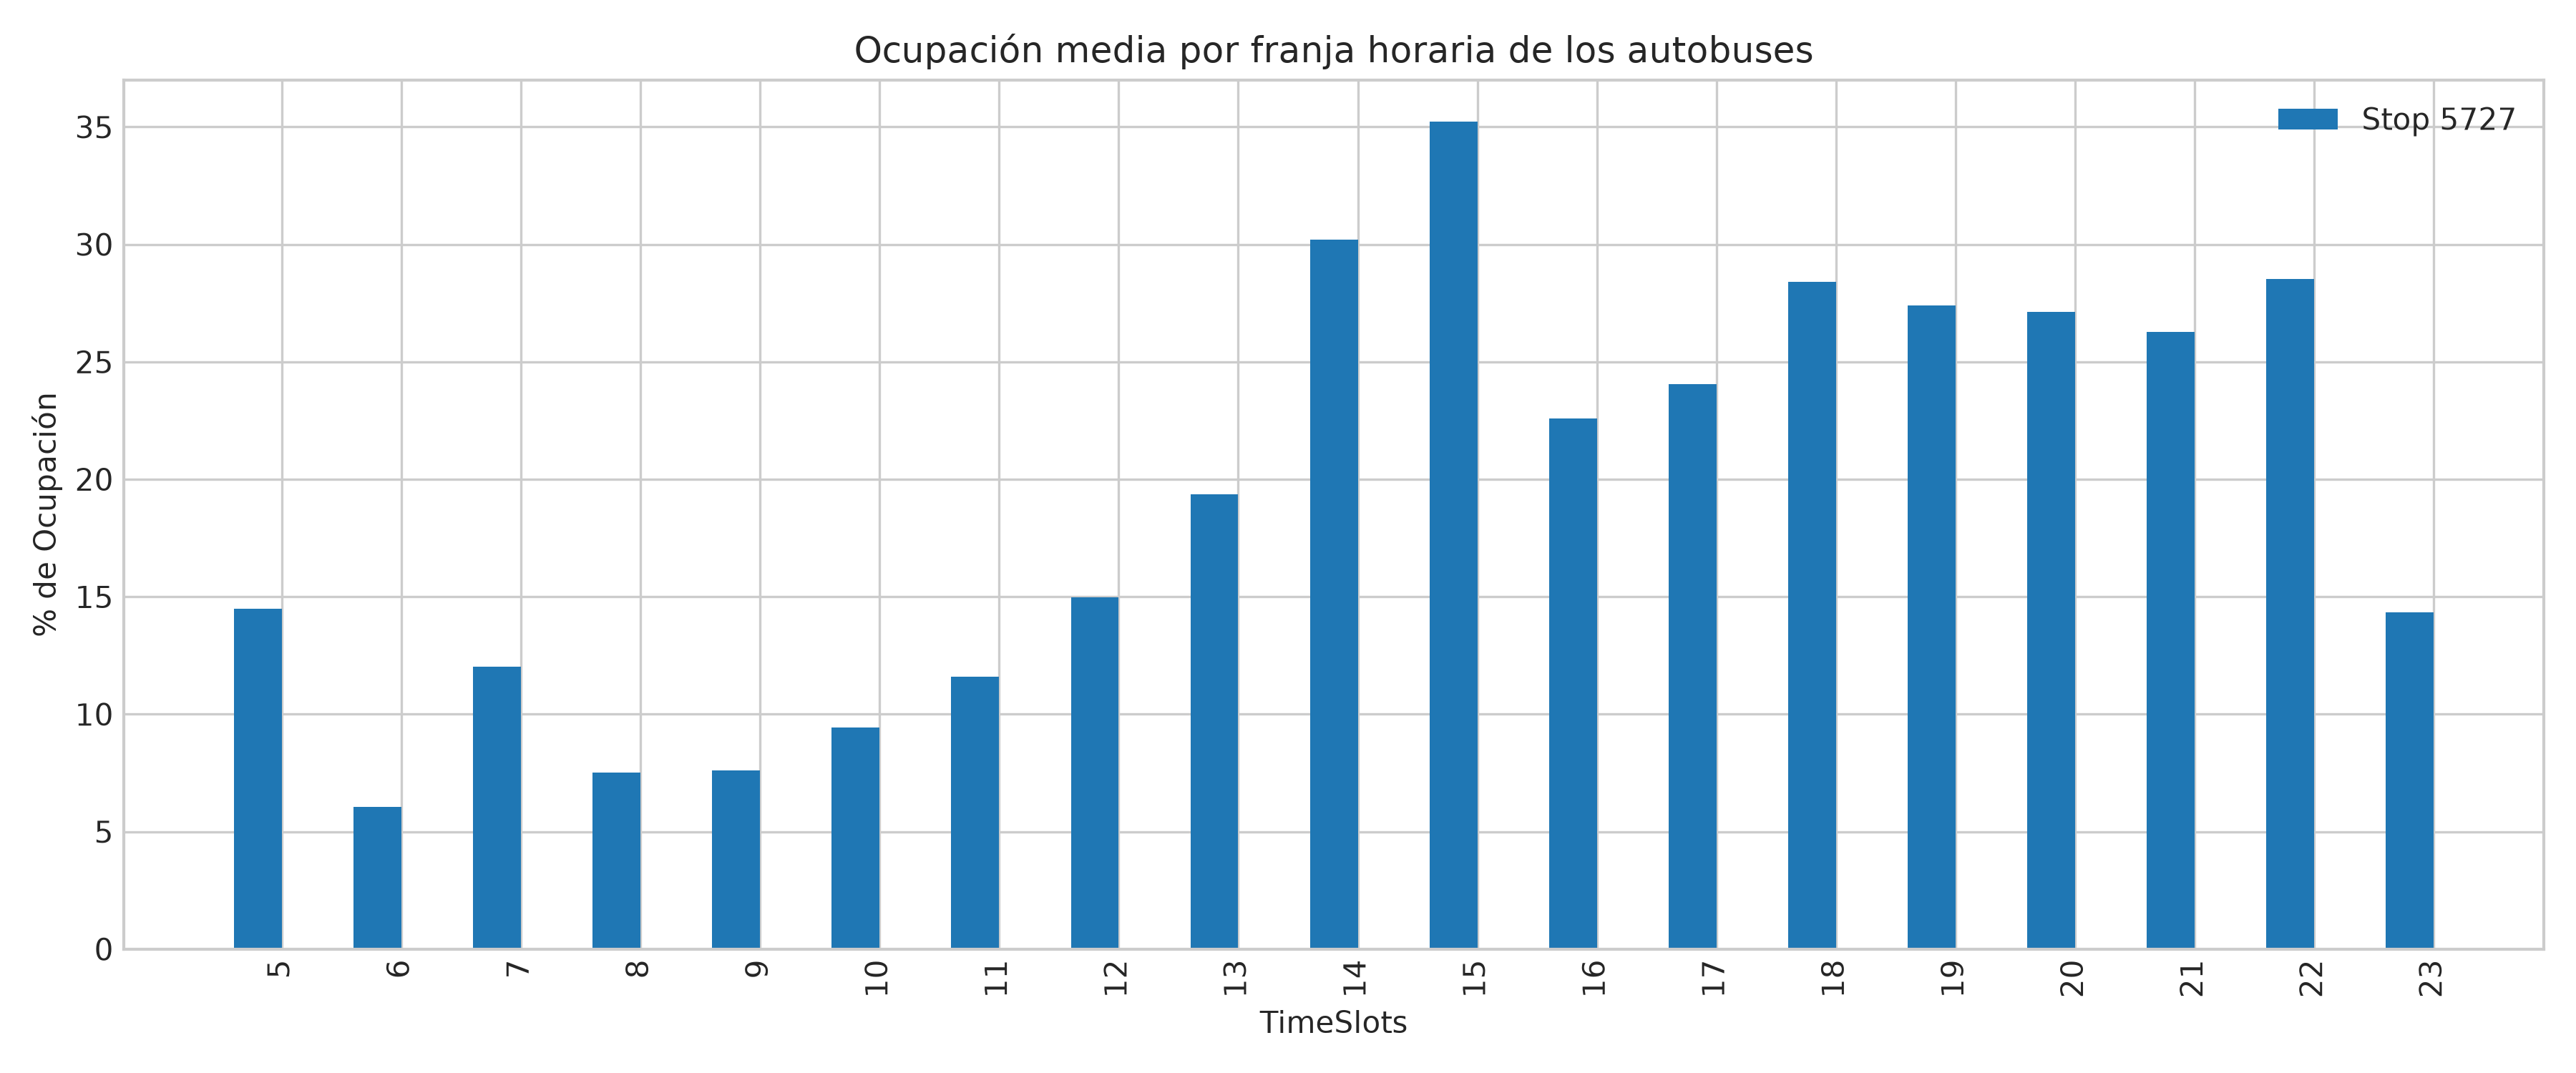 Ocupación media por franja horaria de los autobuses
Stop 5727
% de Ocupación
35
30
25
20
15
10
5
0
5 6 7 8 9 10 11 12 13 14 15 16 17 18 19 20 21 22 23
TimeSlots